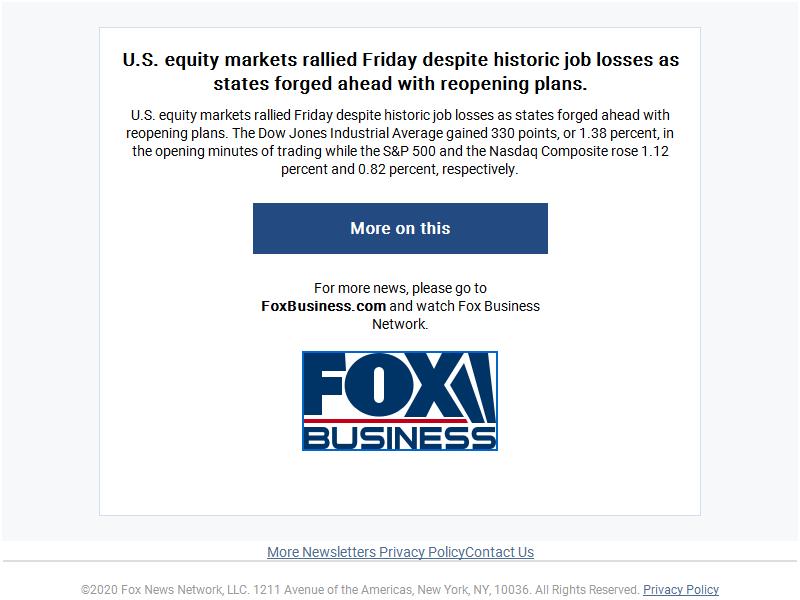 U.S. equity markets rallied Friday despite historic job losses as
states forged ahead with reopening plans.
U.S. equity markets rallied Friday despite historic job losses as states forged ahead with
reopening plans. The Dow Jones Industrial Average gained 330 points, or 1.38 percent, in
the opening minutes of trading while the S&P 500 and the Nasdaq Composite rose 1.12
percent and 0.82 percent, respectively.
More on this
For more news, please go to
FoxBusiness.com and watch Fox Business
Network.
FOX
BUSINESS
More Newsletters Privacy PolicyContact Us
©2020 Fox News Network, LLC. 1211 Avenue of the Americas, New York, NY, 10036. All Rights Reserved. Privacy Policy